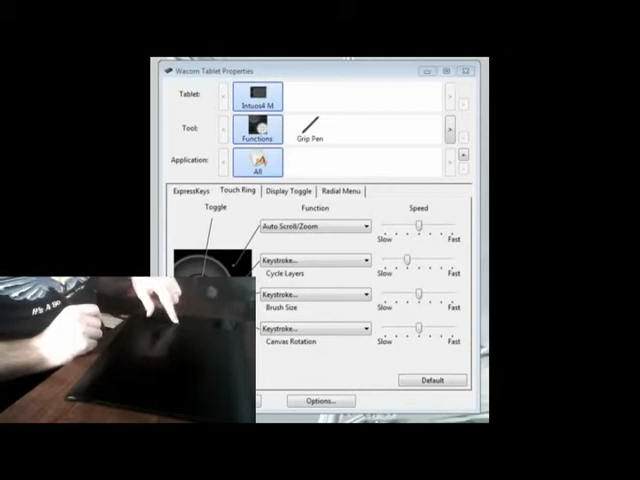 Wacom Tablet Properties
Tablet:
Intuos4 M
Tool:
Functions
Grip Pen
Application:
All
ExpressKeys Touch Ring Display Toggle Radial Menu
Toggle Function Speed
Auto Scroll/Zoom
Slow Fast
Keystroke...
Cycle Layers
Slow Fast
Keystroke...
Brush Size
Slow Fast
Keystroke...
Canvas Rotation
Slow Fast
Default
Options...
IT'S A